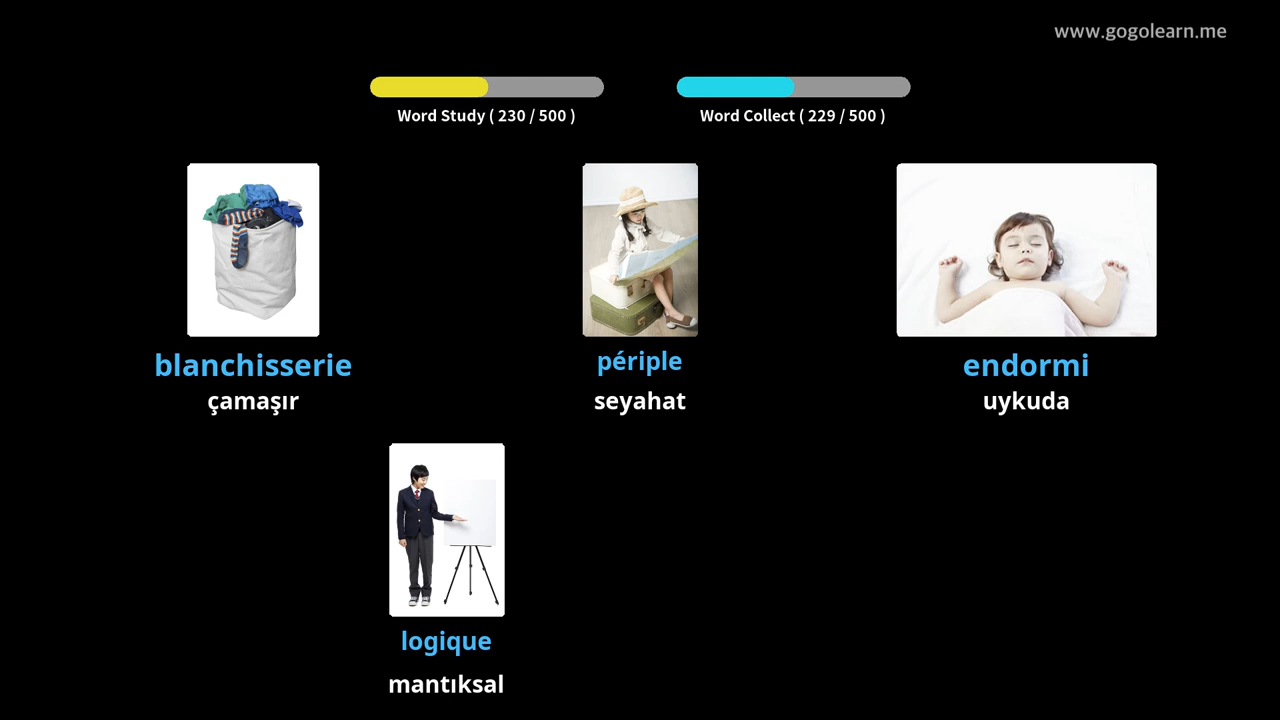 www.gogolearn.me
Word Study ( 230 / 500 )
Word Collect ( 229 / 500 )
blanchisserie
çamaşır
périple
seyahat
endormi
uykuda
logique
mantıksal